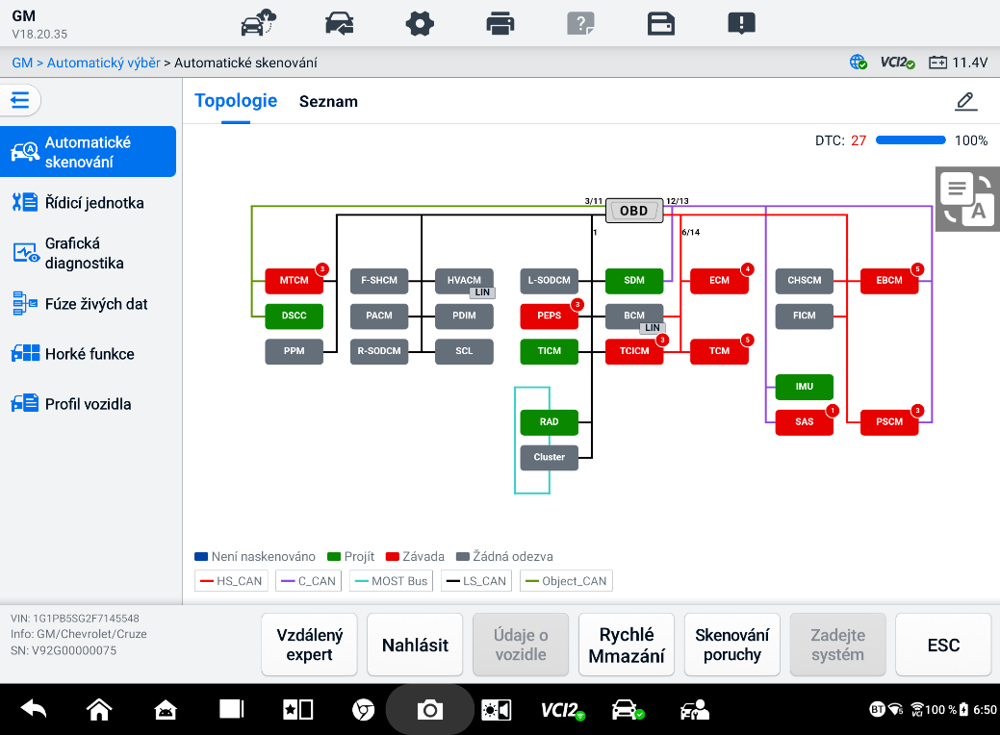 GM
V18.20.35
GM > Automatický výběr > Automatické skenování
VCI2
11.4V
Topologie
Seznam
DTC: 27
100%
Automatické
skenování
Řídicí jednotka
Grafická
diagnostika
Fúze živých dat
Horké funkce
Profil vozidla
A
3/11
OBD
12/13
1
6/14
MTCM
3
F-SHCM
HVACM
LIN
L-SODCM
SDM
ECM
4
CHSCM
EBCM
5
DSCC
PACM
PDIM
PEPS
3
BCM
LIN
FICM
PPM
R-SODCM
SCL
TICM
TCICM
3
TCM
5
IMU
RAD
SAS
1
PSCM
3
Cluster
Není naskenováno
Projít
Závada
Žádná odezva
HS_CAN
C_CAN
MOST Bus
LS_CAN
Object_CAN
VIN: 1G1PB5SG2F7145548
Info: GM/Chevrolet/Cruze
SN: V92G00000075
Vzdálený
expert
Nahlásit
Údaje o
vozidle
Rychlé
Mmazání
Skenování
poruchy
Zadejte
systém
ESC
VCI2
BT
100 %
6:50